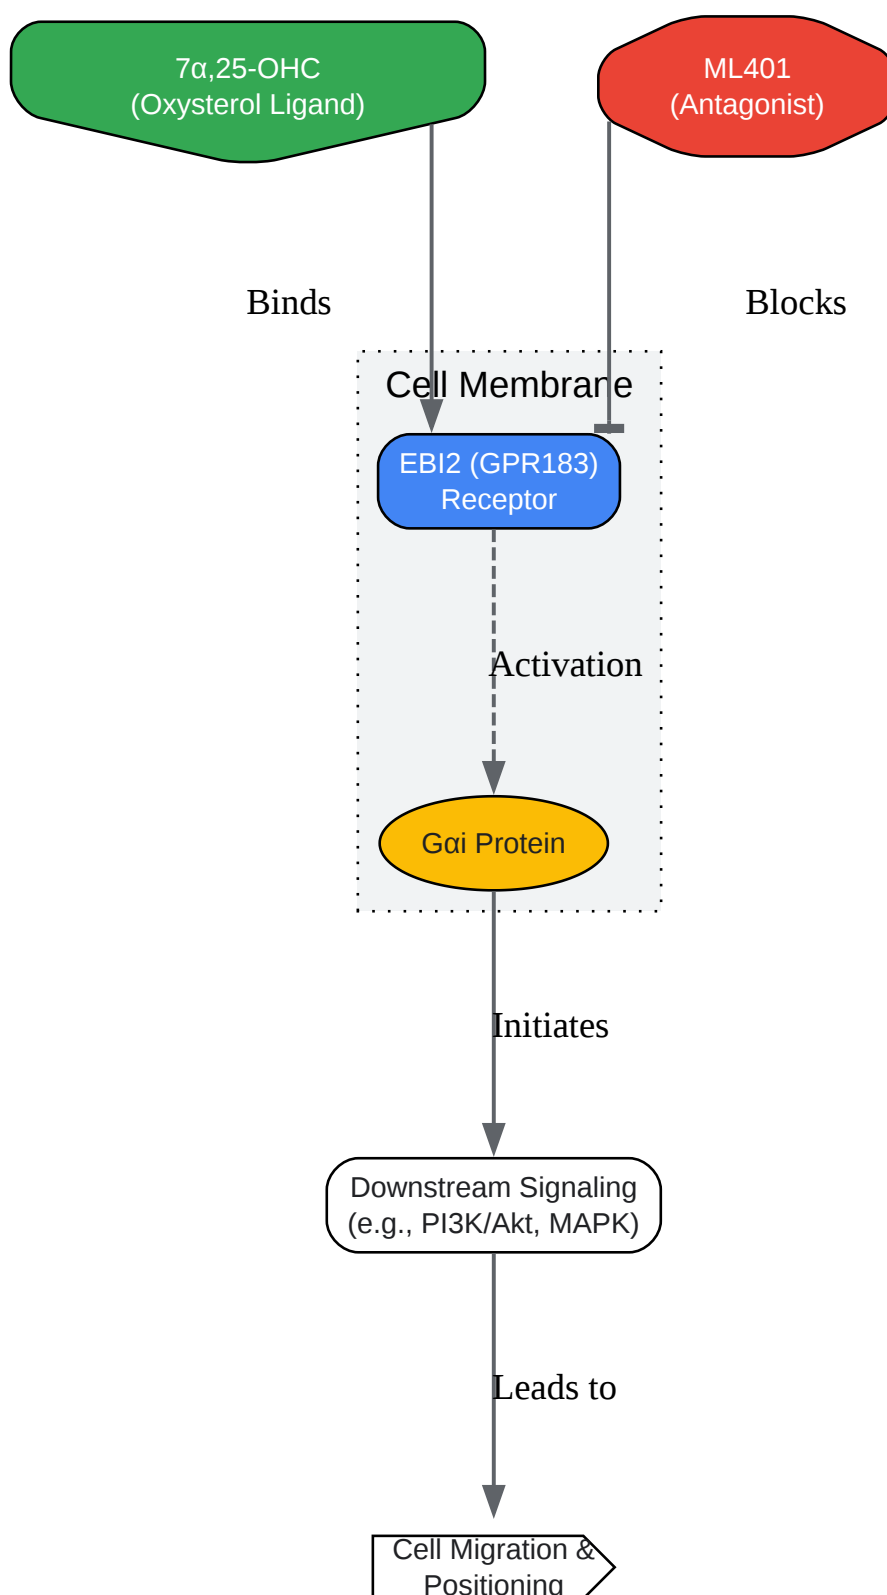 7α,25-OHC
(Oxysterol Ligand)
ML401
(Antagonist)
Binds
Blocks
Cell Membrane
EBI2 (GPR183)
Receptor
Activation
Gαi Protein
Initiates
Downstream Signaling
(e.g., PI3K/Akt, MAPK)
Leads to
Cell Migration &
Positioning